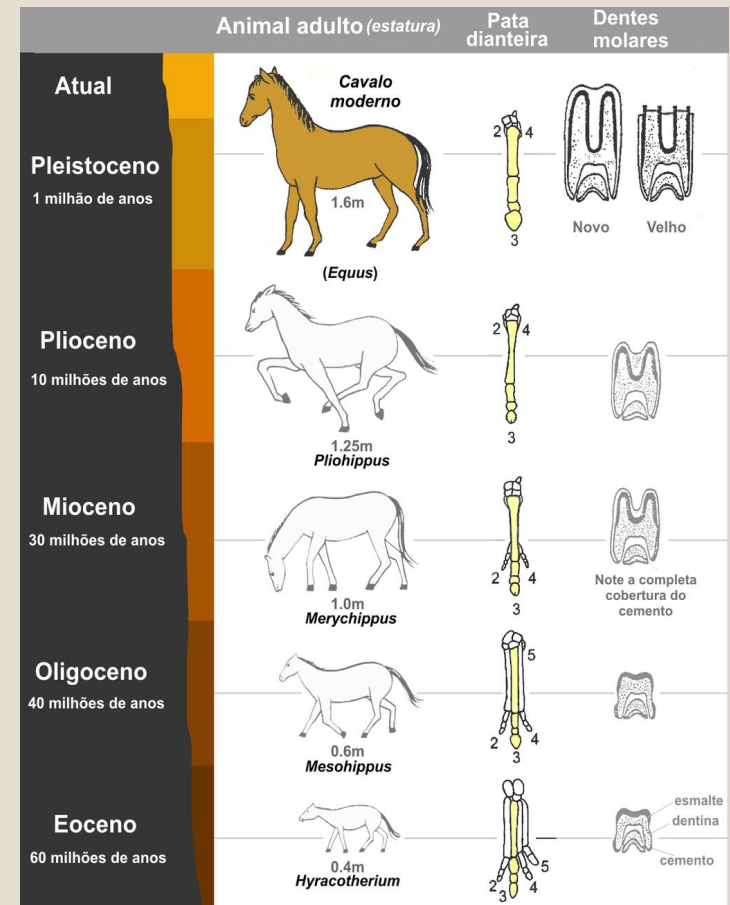 Animal adulto (estatura)
Pata
dianteira
Dentes
molares
Atual
Cavalo
moderno
1.6m
(Equus)
2 4
3
Novo
Velho
Pleistoceno
1 milhão de anos
Plioceno
10 milhões de anos
1.25m
Pliohippus
2 4
3
Mioceno
30 milhões de anos
1.0m
Merychippus
2 4
3
Note a completa
cobertura do
cemento
Oligoceno
40 milhões de anos
0.6m
Mesohippus
5
2 4
3
Eoceno
60 milhões de anos
0.4m
Hyracotherium
5
2 4
3
esmalte
dentina
cemento